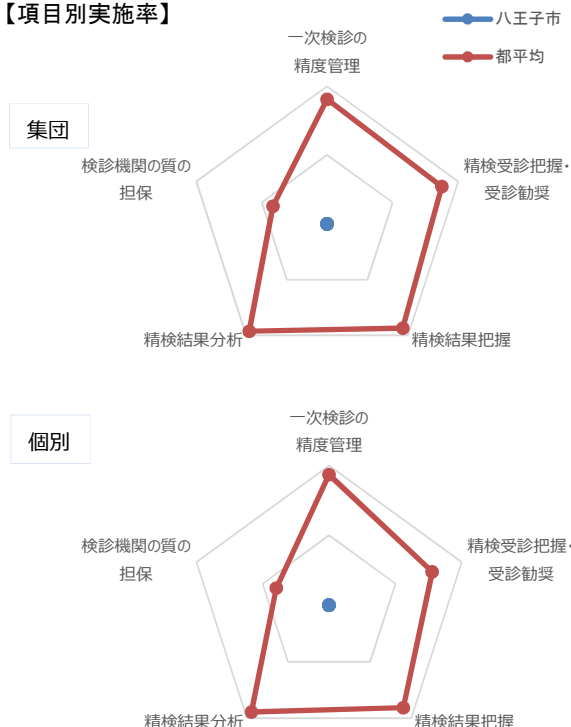 【項目別実施率】
八王子市
都平均
集団
一次検診の
精度管理
精検受診把握・
受診勧奨
精検結果把握
精検結果分析
検診機関の質の
担保
個別
一次検診の
精度管理
精検受診把握・
受診勧奨
精検結果把握
精検結果分析
検診機関の質の
担保